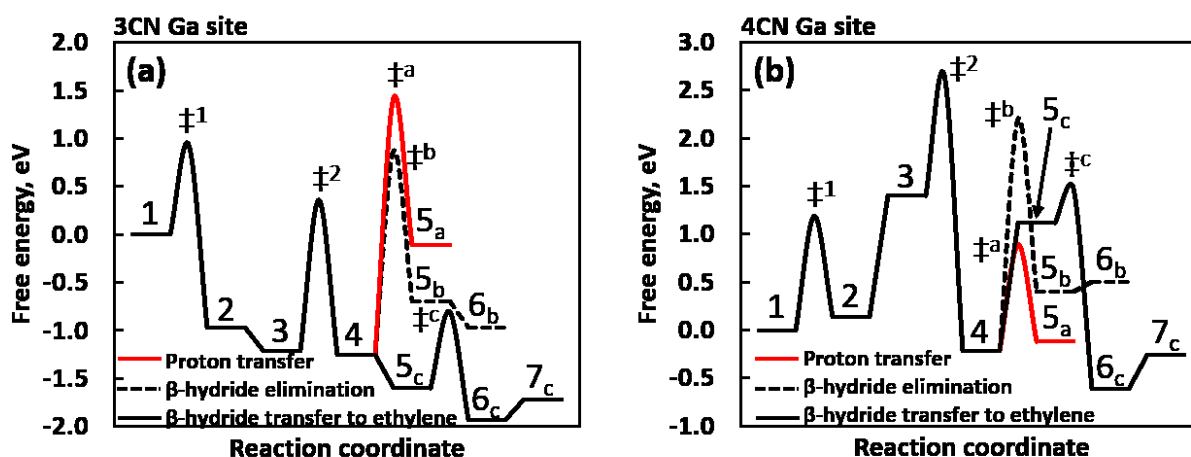 3CN Ga site
(a)
Free energy, eV
2.0
1.5
1.0
0.5
0.0
-0.5
-1.0
-1.5
-2.0
1
‡1
2
3
‡2
4
‡a
‡b
5a
5b
6b
‡c
5c
6c
7c
Proton transfer
β-hydride elimination
β-hydride transfer to ethylene
Reaction coordinate
4CN Ga site
(b)
Free energy, eV
3.0
2.5
2.0
1.5
1.0
0.5
0.0
-0.5
-1.0
1
‡1
2
3
‡2
4
‡b
5c
‡c
‡a
5b
6b
5a
6c
7c
Proton transfer
β-hydride elimination
β-hydride transfer to ethylene
Reaction coordinate